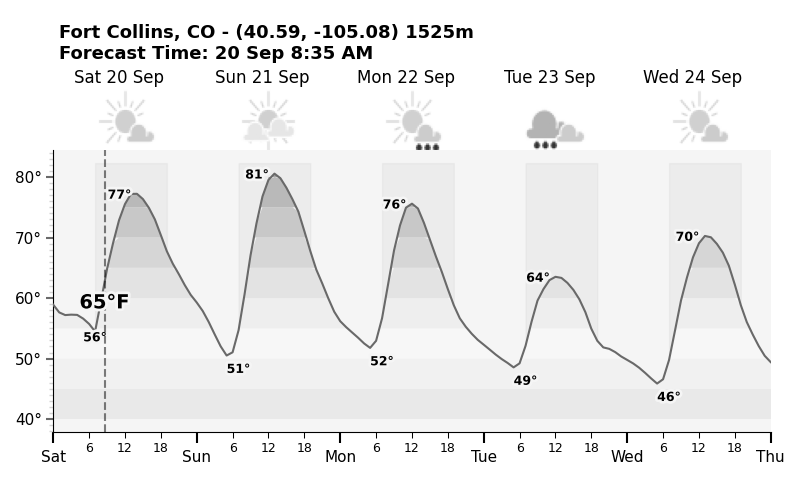 Fort Collins, CO - (40.59, -105.08) 1525m
Forecast Time: 20 Sep 8:35 AM
Sat 20 Sep Sun 21 Sep Mon 22 Sep Tue 23 Sep Wed 24 Sep
80°
70°
60°
50°
40°
77°
81°
76°
64°
70°
65°F
56°
51°
52°
49°
46°
6 12 18 6 12 18 6 12 18 6 12 18 6 12 18
Sat Sun Mon Tue Wed Thu